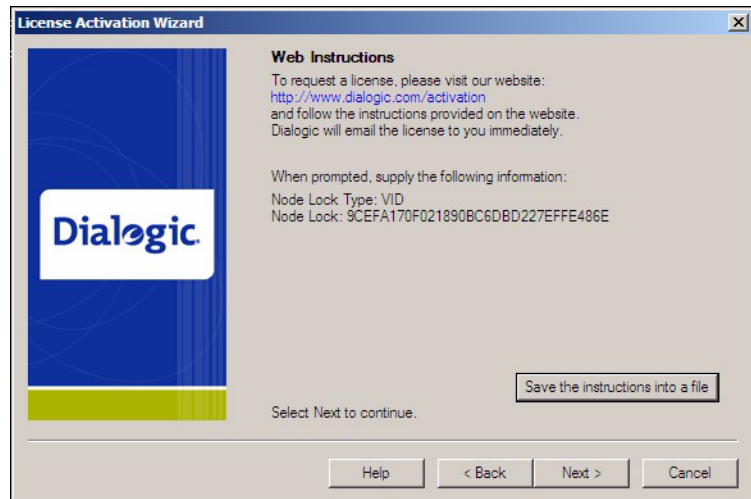 License Activation Wizard
Web Instructions
To request a license, please visit our website:
http://www.dialogic.com/activation
and follow the instructions provided on the website.
Dialogic will email the license to you immediately.
When prompted, supply the following information:
Node Lock Type: VID
Node Lock: 9CEFA170F021890BC6DBD227EFFE486E
Dialogic.
Save the instructions into a file
Select Next to continue.
Help
< Back
Next >
Cancel